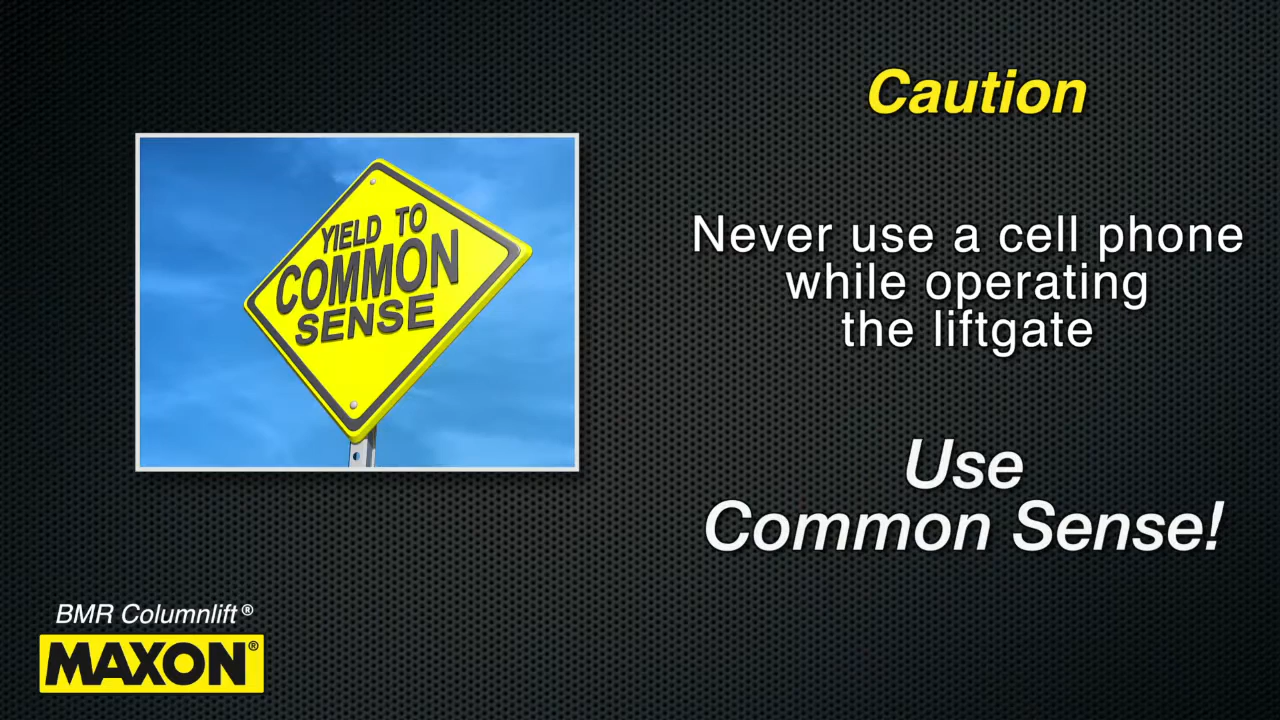 Caution
YIELD TO
COMMON
SENSE
Never use a cell phone
while operating
the liftgate
Use
Common Sense!
BMR Columnlift®
MAXON®